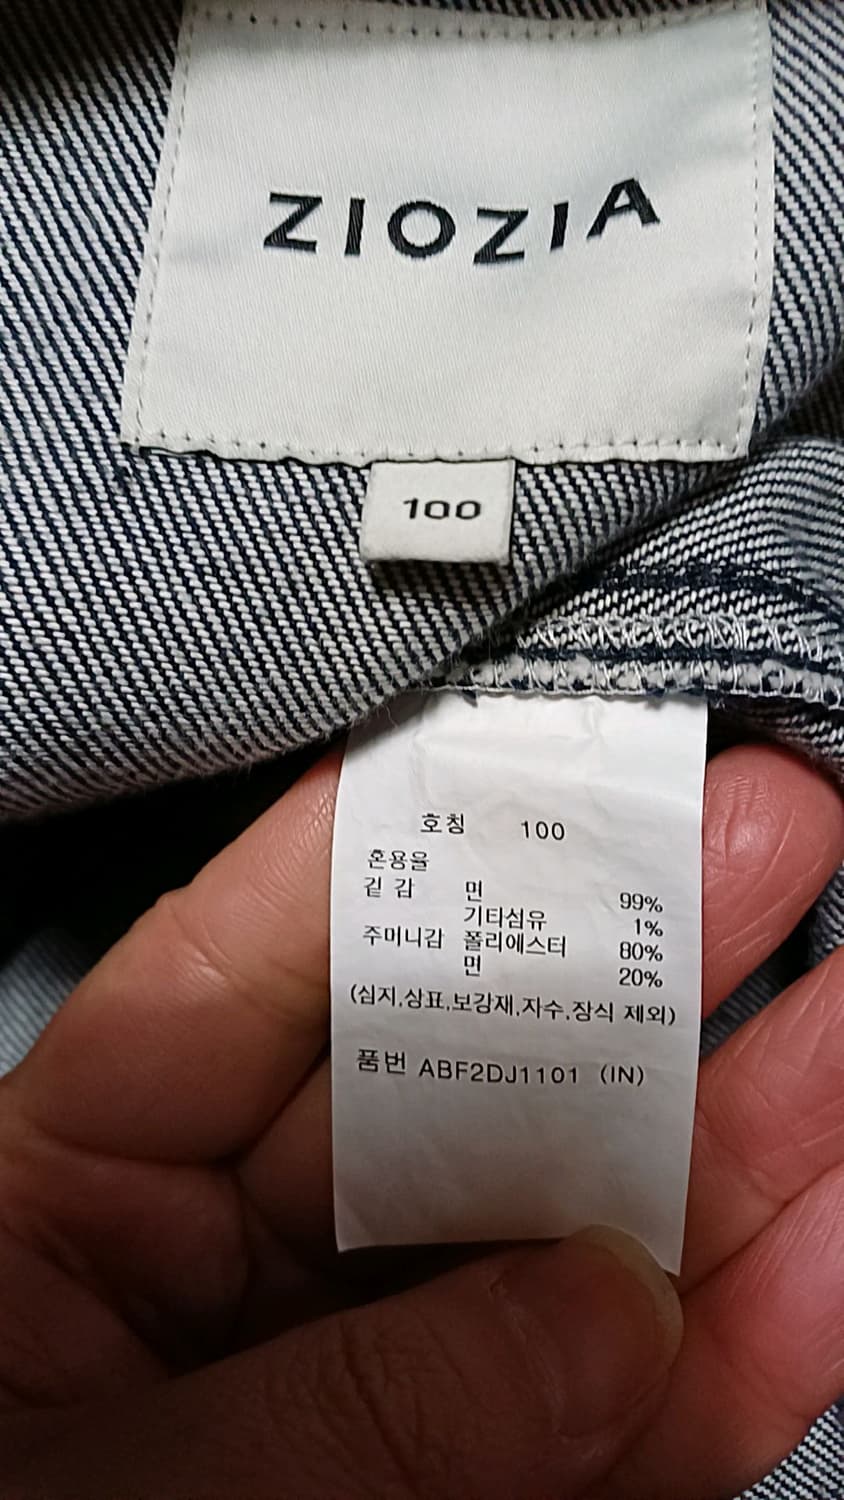 ZIOZIA
100
호칭 100
혼용율
겉 감 면 99%
기타섬유 1%
주머니감 폴리에스터 80%
면 20%
(심지,상표,보강재,자수,장식 제외)
품번 ABF2DJ1101 (IN)